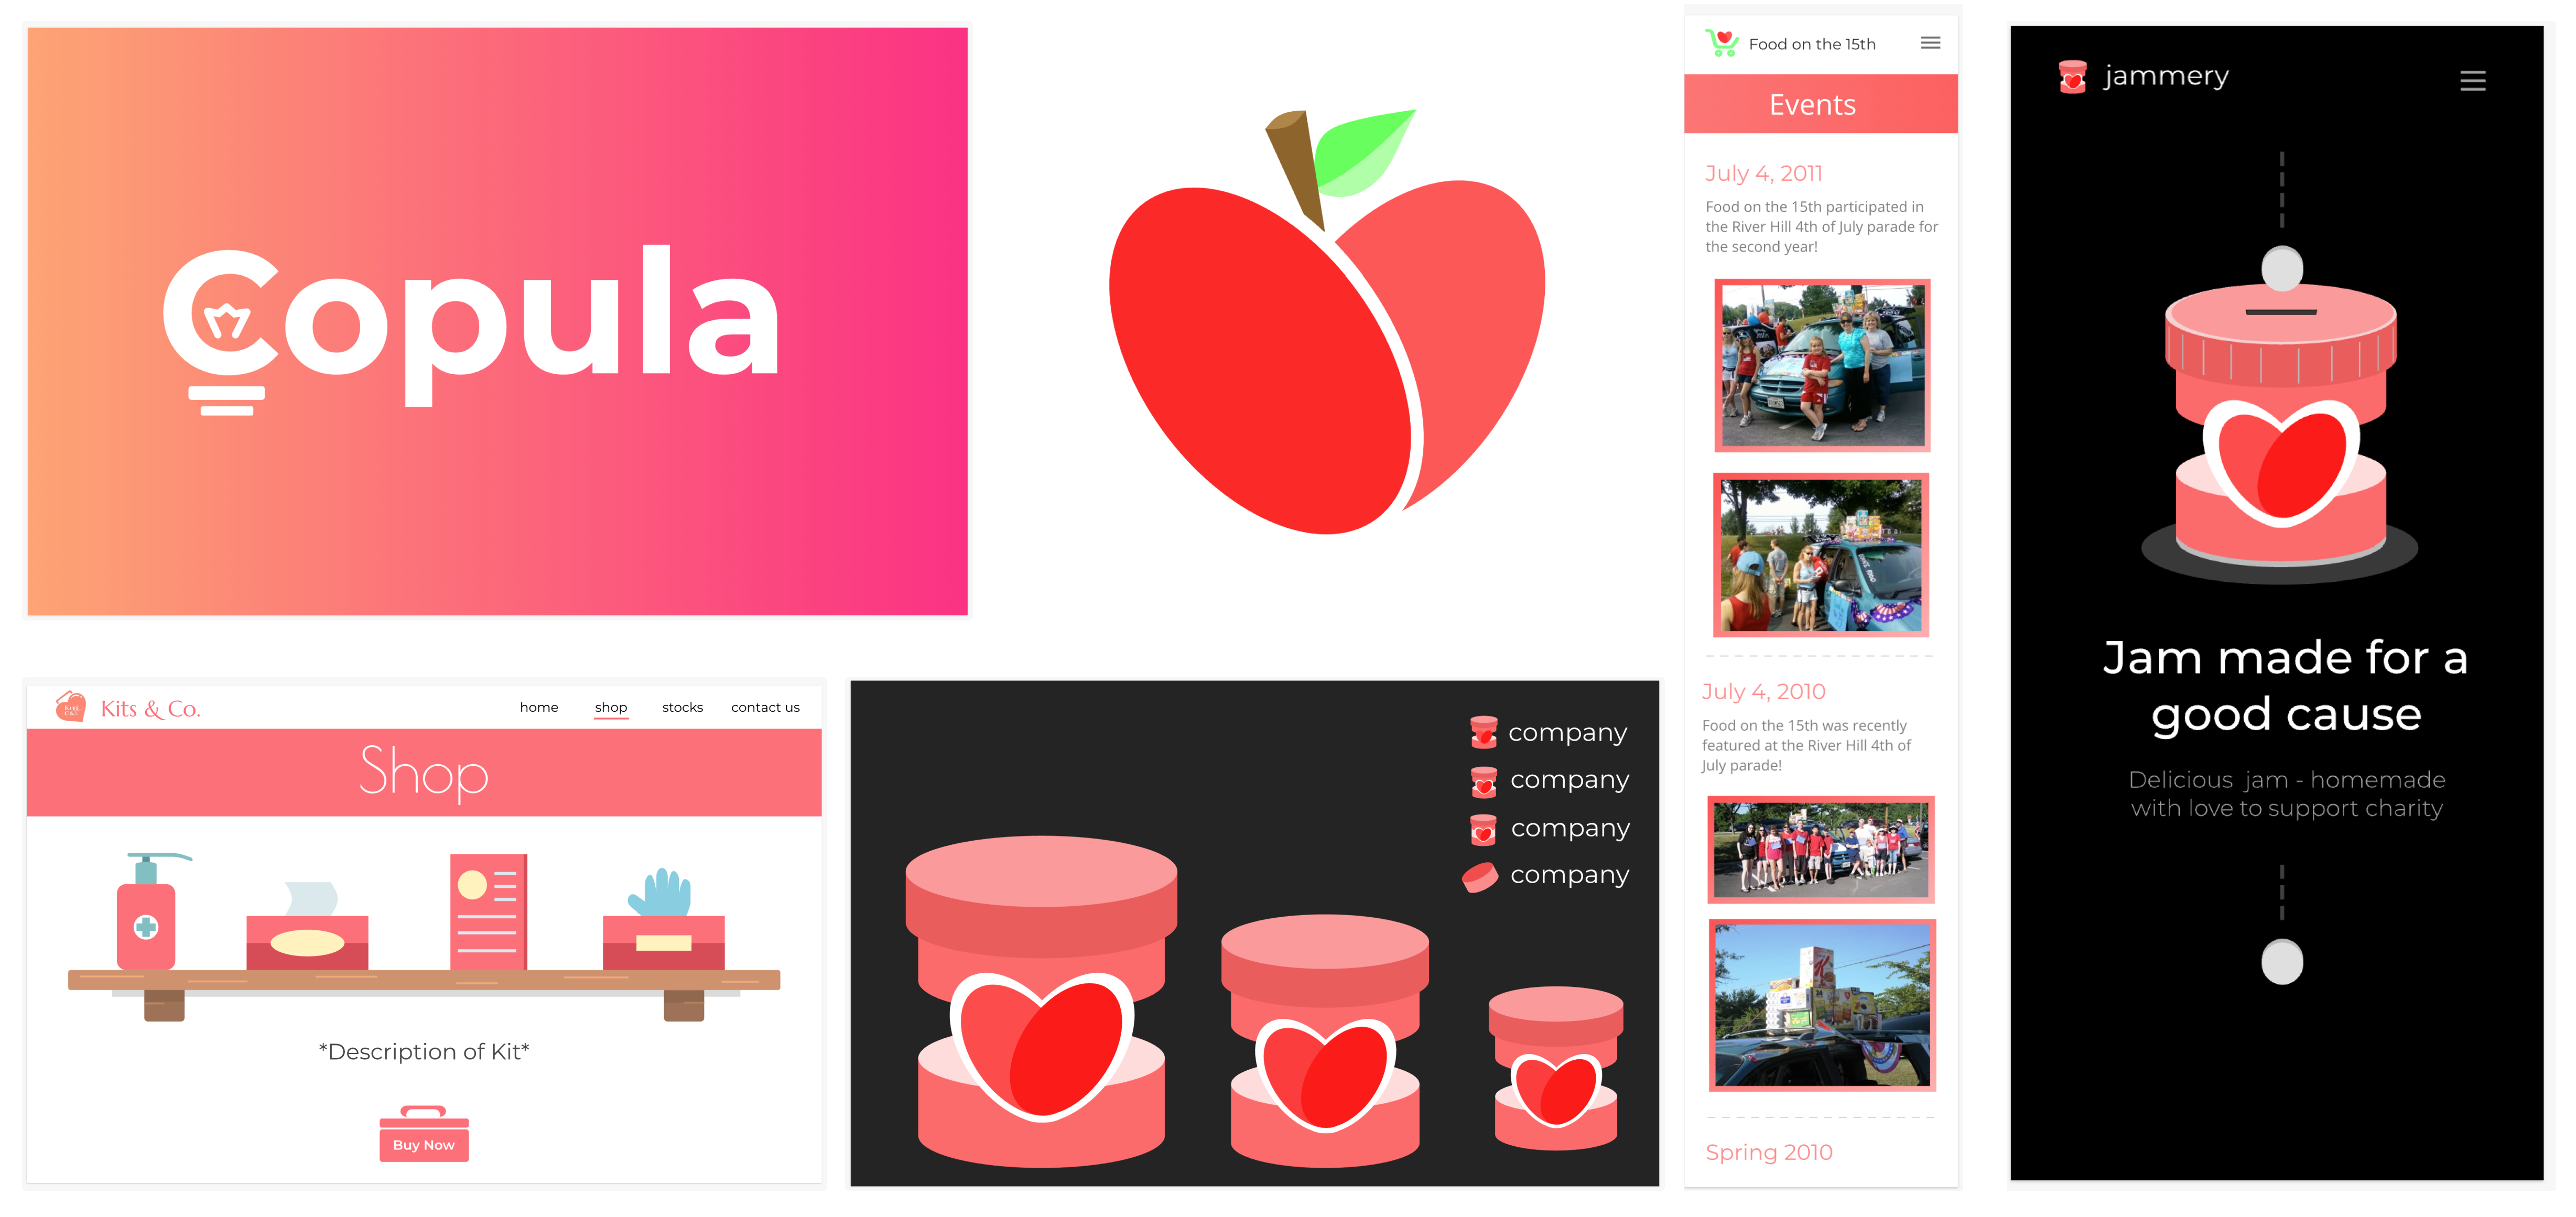 Copula
Kits & Co.
home
shop
stocks
contact us
Shop
*Description of Kit*
Buy Now
company
company
company
company
Food on the 15th
Events
July 4, 2011
Food on the 15th participated in
the River Hill 4th of July parade for
the second year!
July 4, 2010
Food on the 15th was recently
featured at the River Hill 4th of
July parade!
Spring 2010
jammery
Jam made for a
good cause
Delicious jam - homemade
with love to support charity